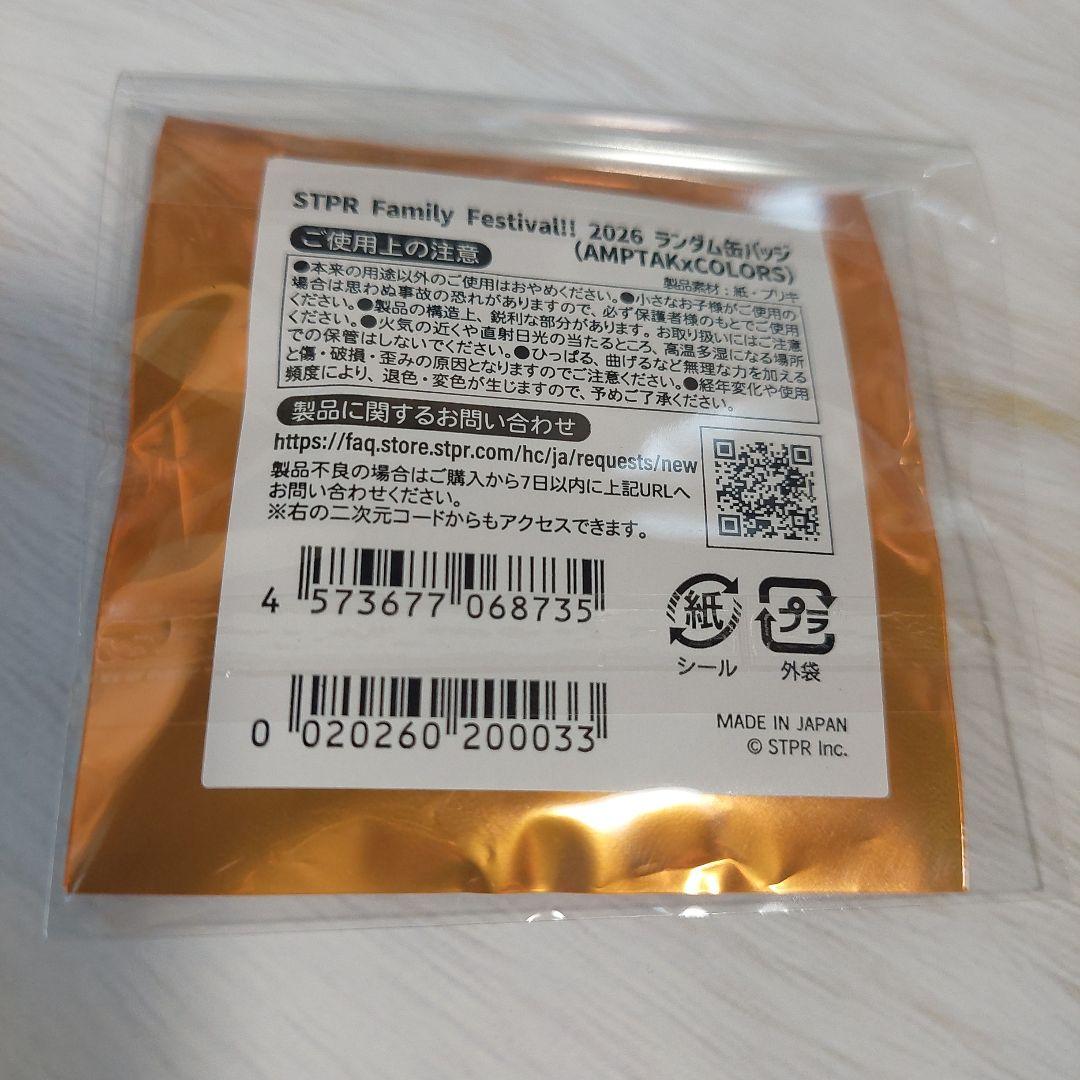 STPR Family Festival!! 2026 ランダム缶バッジ
(AMPTAKxCOLORS)
ご使用上の注意
製品素材：紙・ブリキ
●本来の用途以外のご使用はおやめください。●小さなお子様がご使用の
場合は思わぬ事故の恐れがありますので、必ず保護者様のもとでご使用
ください。●製品の構造上、鋭利な部分があります。お取り扱いにはご注意
ください。●火気の近くや直射日光の当たるところ、高温多湿になる場所
での保管はしないでください。●ひっぱる、曲げるなど無理な力を加える
と傷・破損・歪みの原因となりますのでご注意ください。●経年変化や使用
頻度により、退色・変色が生じますので、予めご了承ください。
製品に関するお問い合わせ
https://faq.store.stpr.com/hc/ja/requests/new
製品不良の場合はご購入から7日以内に上記URLへ
お問い合わせください。
※右の二次元コードからもアクセスできます。
4 573677 068735
紙
シール
プラ
外袋
0 020260 200033
MADE IN JAPAN
© STPR Inc.